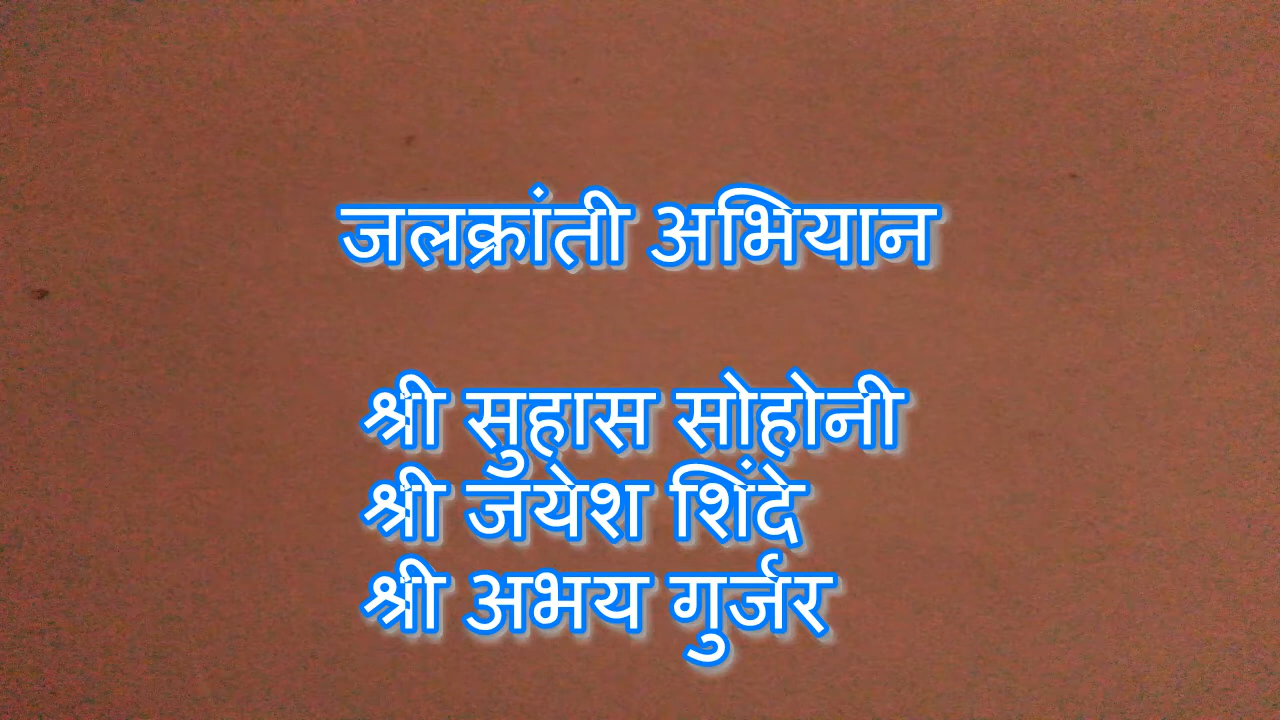 जलक्रांती अभियान
श्री सुहास सोहोनी
श्री जयेश शिंदे
श्री अभय गुर्जर